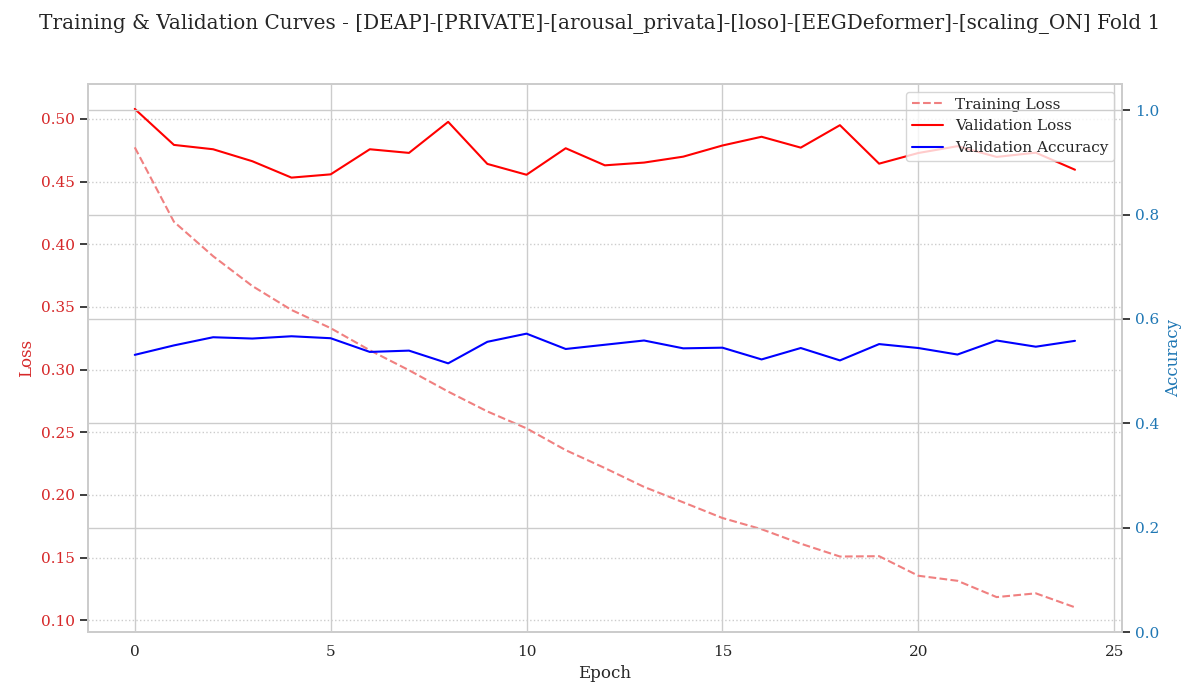 Training & Validation Curves - [DEAP]-[PRIVATE]-[arousal_privata]-[loso]-[EEGDeformer]-[scaling_ON] Fold 1
Training Loss
Validation Loss
Validation Accuracy
0.50
0.45
0.40
0.35
0.30
0.25
0.20
0.15
0.10
Loss
1.0
0.8
0.6
0.4
0.2
0.0
Accuracy
0 5 10 15 20 25
Epoch